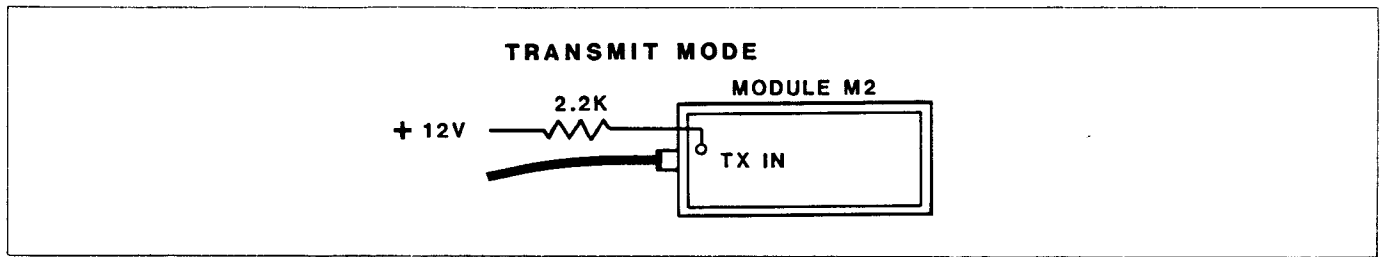 TRANSMIT MODE
MODULE M2
2.2K
+ 12V
TX IN